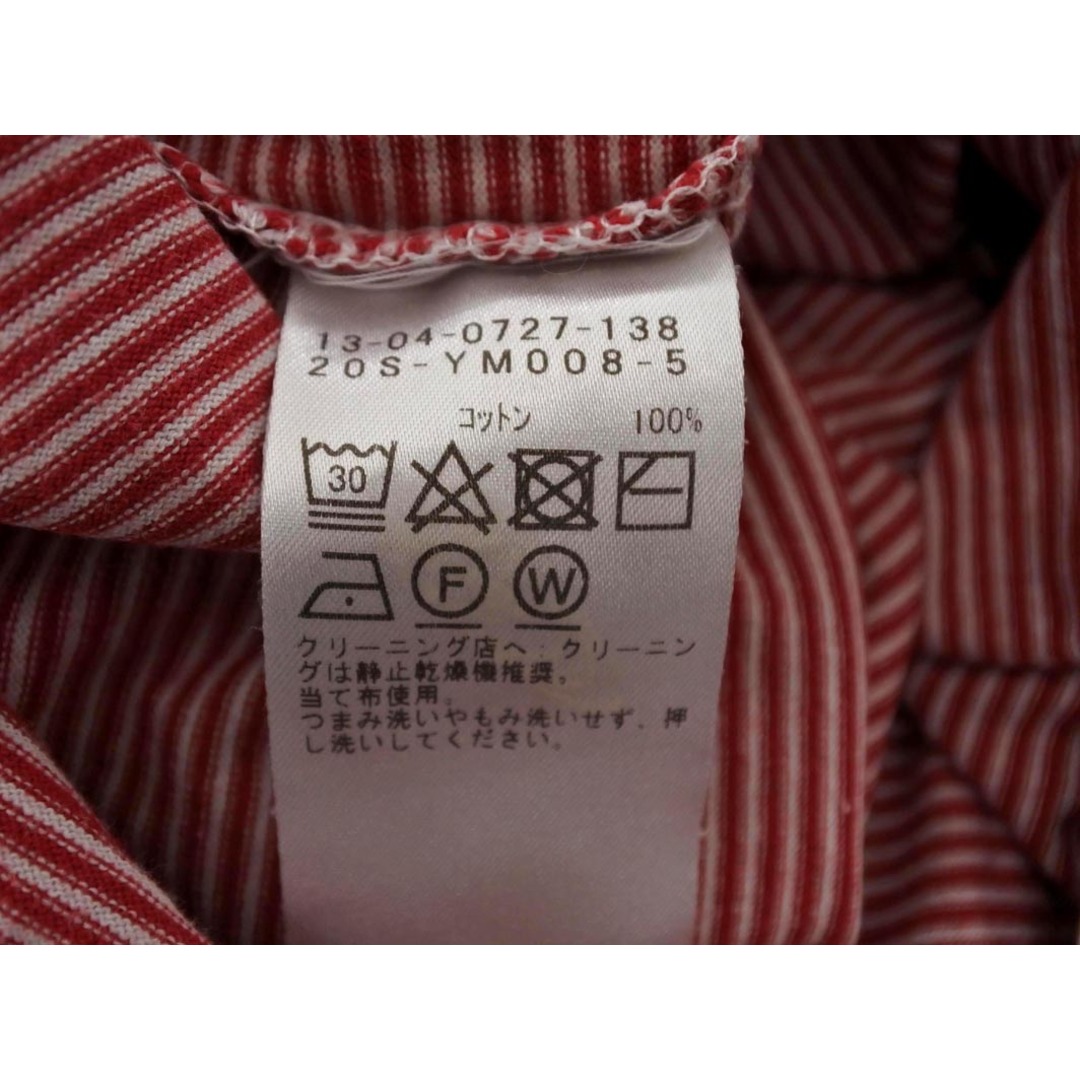 13-04-0727-138
20S-YM008-5
コットン 100%
30
F W
クリーニング店へ:クリーニン
グは静止乾燥機推奨。
当て布使用。
つまみ洗いやもみ洗いせず、押
し洗いしてください。